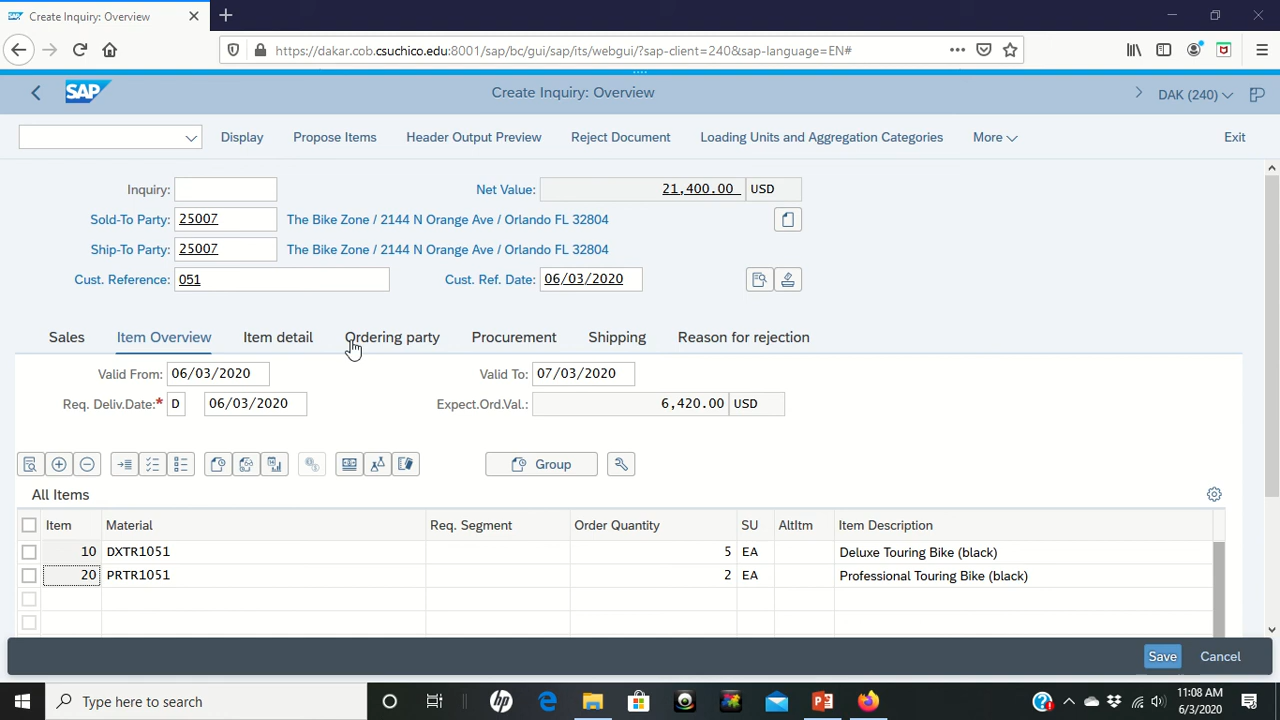 SAP Create Inquiry: Overview
https://dakar.cob.csuchico.edu:8001/sap/bc/gui/sap/its/webgui/?sap-client=240&sap-language=EN#
SAP Create Inquiry: Overview DAK (240)
Display Propose Items Header Output Preview Reject Document Loading Units and Aggregation Categories More Exit
Inquiry: Net Value: 21,400.00 USD
Sold-To Party: 25007 The Bike Zone / 2144 N Orange Ave / Orlando FL 32804
Ship-To Party: 25007 The Bike Zone / 2144 N Orange Ave / Orlando FL 32804
Cust. Reference: 051 Cust. Ref. Date: 06/03/2020
Sales Item Overview Item detail Ordering party Procurement Shipping Reason for rejection
Valid From: 06/03/2020 Valid To: 07/03/2020
Req. Deliv.Date:* D 06/03/2020 Expect.Ord.Val.: 6,420.00 USD
Group
All Items
Item Material Req. Segment Order Quantity SU AltItm Item Description
10 DXTR1051 5 EA Deluxe Touring Bike (black)
20 PRTR1051 2 EA Professional Touring Bike (black)
Save Cancel
Type here to search
11:08 AM
6/3/2020